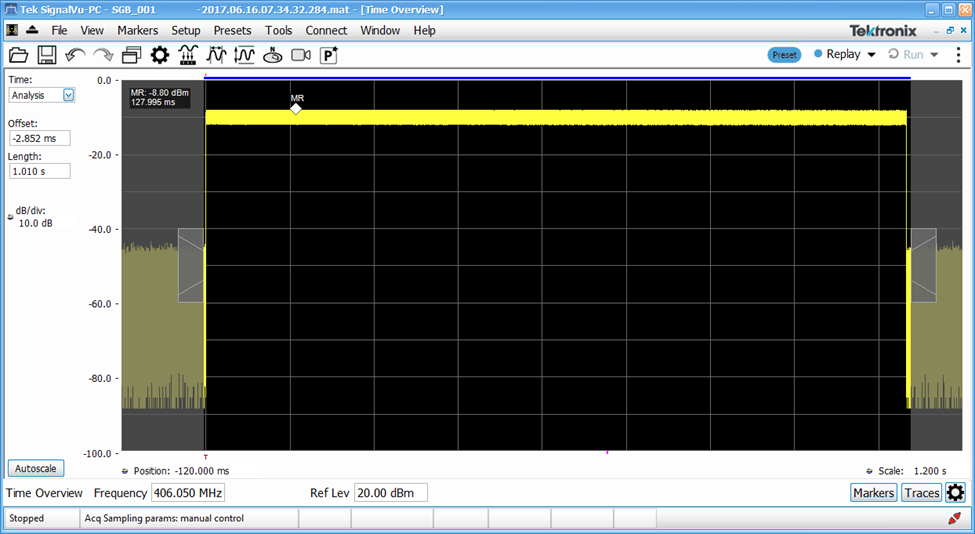 Tek SignalVu-PC - SGB_001 -2017.06.16.07.34.32.284.mat - [Time Overview]
File View Markers Setup Presets Tools Connect Window Help
Tektronix
Preset Replay Run
Time:
Analysis
Offset:
-2.852 ms
Length:
1.010 s
dB/div:
10.0 dB
Autoscale
0.0
-20.0
-40.0
-60.0
-80.0
-100.0
MR: -8.80 dBm
127.995 ms
MR
T
Position: -120.000 ms
Scale: 1.200 s
Time Overview Frequency 406.050 MHz Ref Lev 20.00 dBm Markers Traces
Stopped Acq Sampling params: manual control